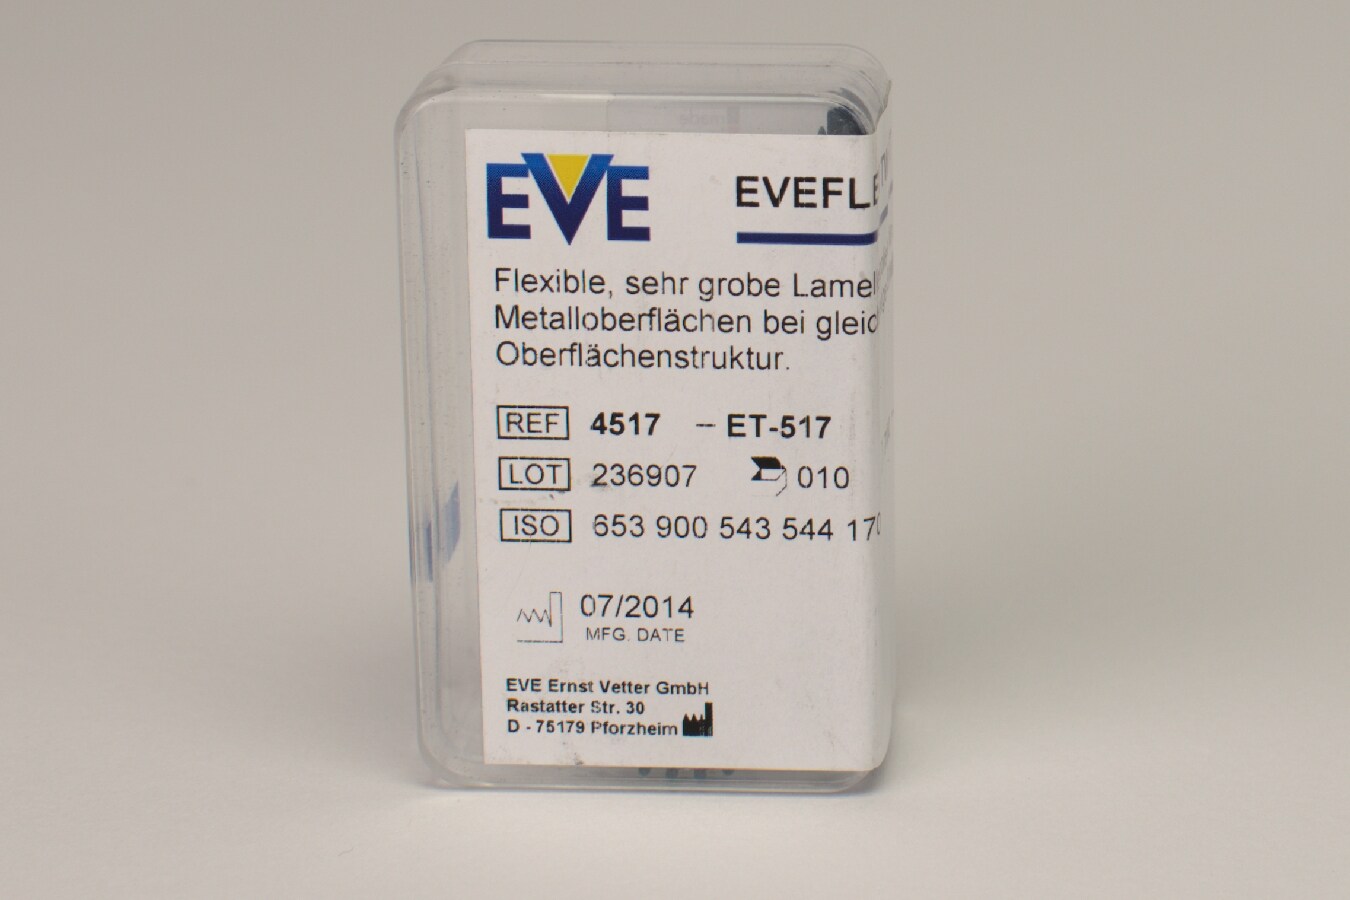 EVE
EVEFLE
Flexible, sehr grobe Lamel
Metalloberflächen bei gleic
Oberflächenstruktur.
REF 4517 – ET-517
LOT 236907 010
ISO 653 900 543 544 170
07/2014
MFG. DATE
EVE Ernst Vetter GmbH
Rastatter Str. 30
D - 75179 Pforzheim